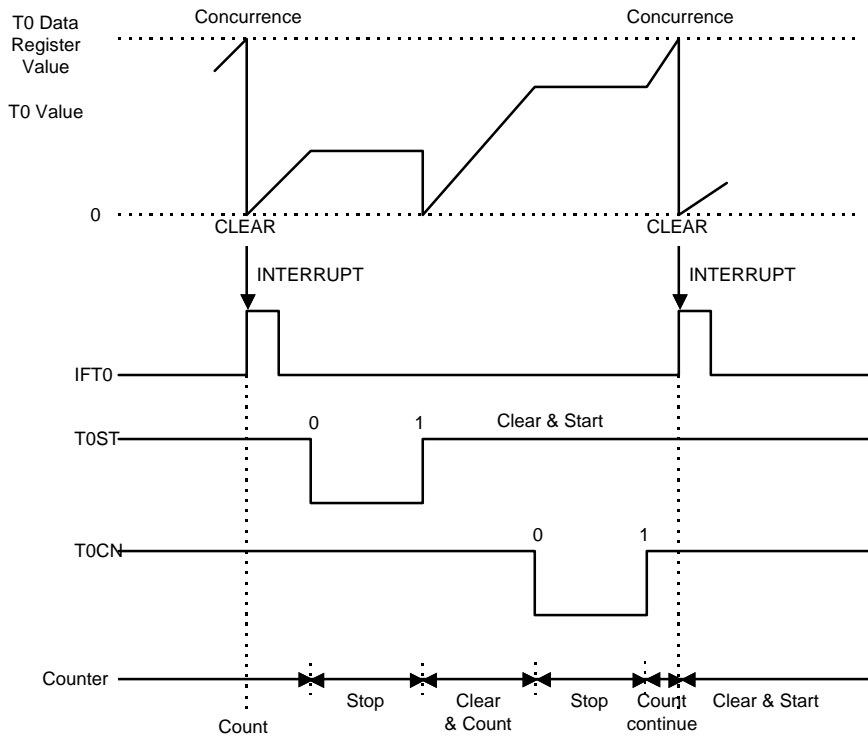 Concurrence
Concurrence
T0 Data
Register
Value
T0 Value
0
CLEAR
CLEAR
INTERRUPT
INTERRUPT
IFT0
0
1
Clear & Start
T0ST
0
1
T0CN
Counter
Stop
Clear
& Count
Stop
Count
continue
Clear & Start
Count